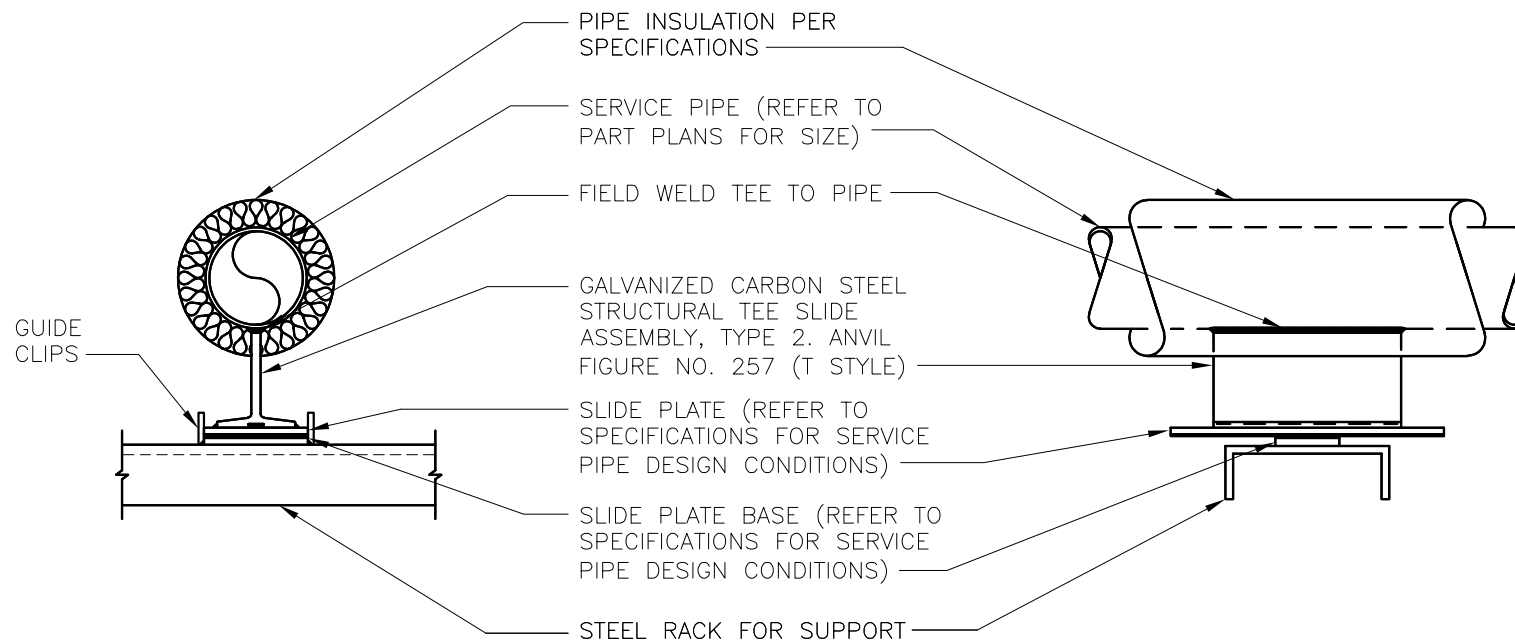 PIPE INSULATION PER
SPECIFICATIONS
SERVICE PIPE (REFER TO
PART PLANS FOR SIZE)
FIELD WELD TEE TO PIPE
GALVANIZED CARBON STEEL
STRUCTURAL TEE SLIDE
ASSEMBLY, TYPE 2. ANVIL
FIGURE NO. 257 (T STYLE)
GUIDE
CLIPS
SLIDE PLATE (REFER TO
SPECIFICATIONS FOR SERVICE
PIPE DESIGN CONDITIONS)
SLIDE PLATE BASE (REFER TO
SPECIFICATIONS FOR SERVICE
PIPE DESIGN CONDITIONS)
STEEL RACK FOR SUPPORT